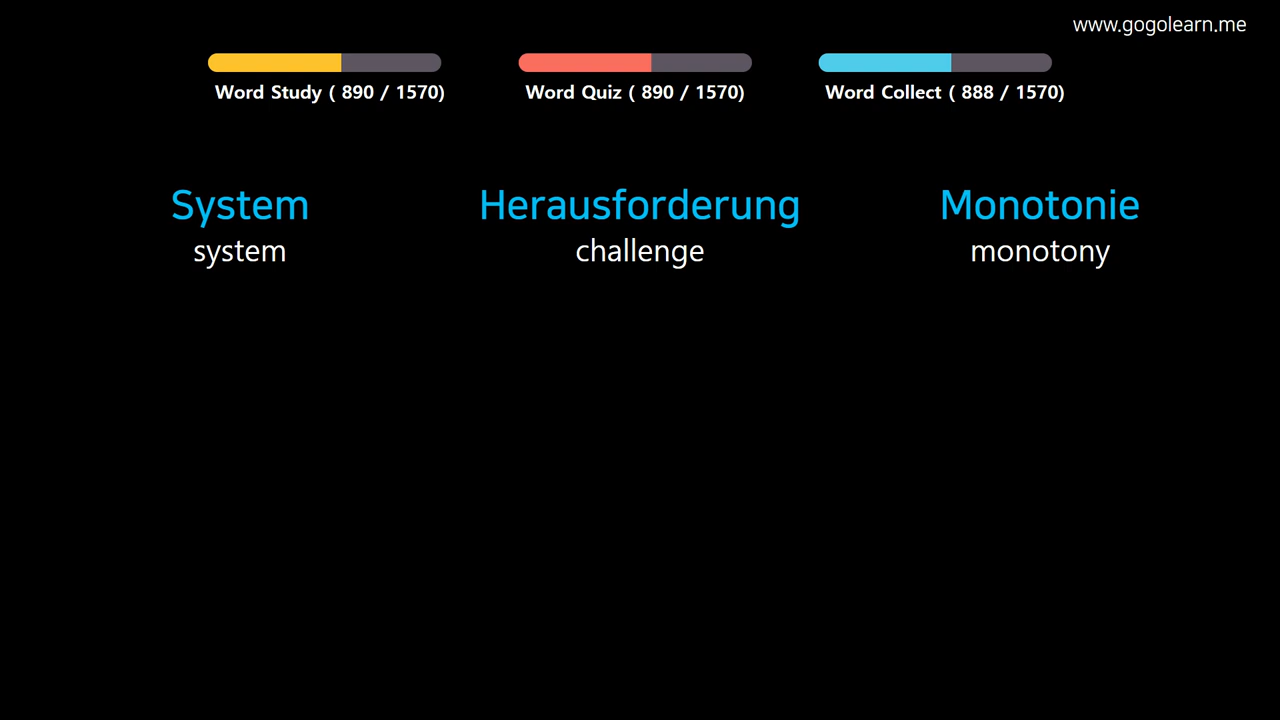 www.gogolearn.me
Word Study ( 890 / 1570)
Word Quiz ( 890 / 1570)
Word Collect ( 888 / 1570)
System
system
Herausforderung
challenge
Monotonie
monotony